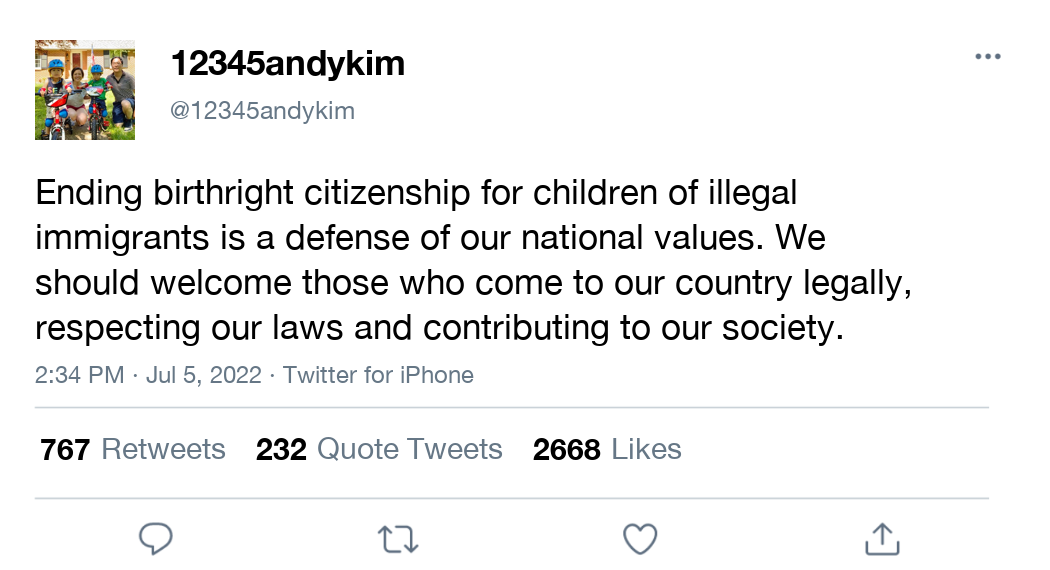 12345andykim
@12345andykim
Ending birthright citizenship for children of illegal
immigrants is a defense of our national values. We
should welcome those who come to our country legally,
respecting our laws and contributing to our society.
2:34 PM · Jul 5, 2022 · Twitter for iPhone
767 Retweets 232 Quote Tweets 2668 Likes